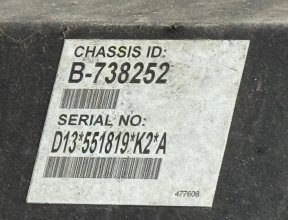 CHASSIS ID:
B-738252
SERIAL NO:
D13*551819*K2*A
477606